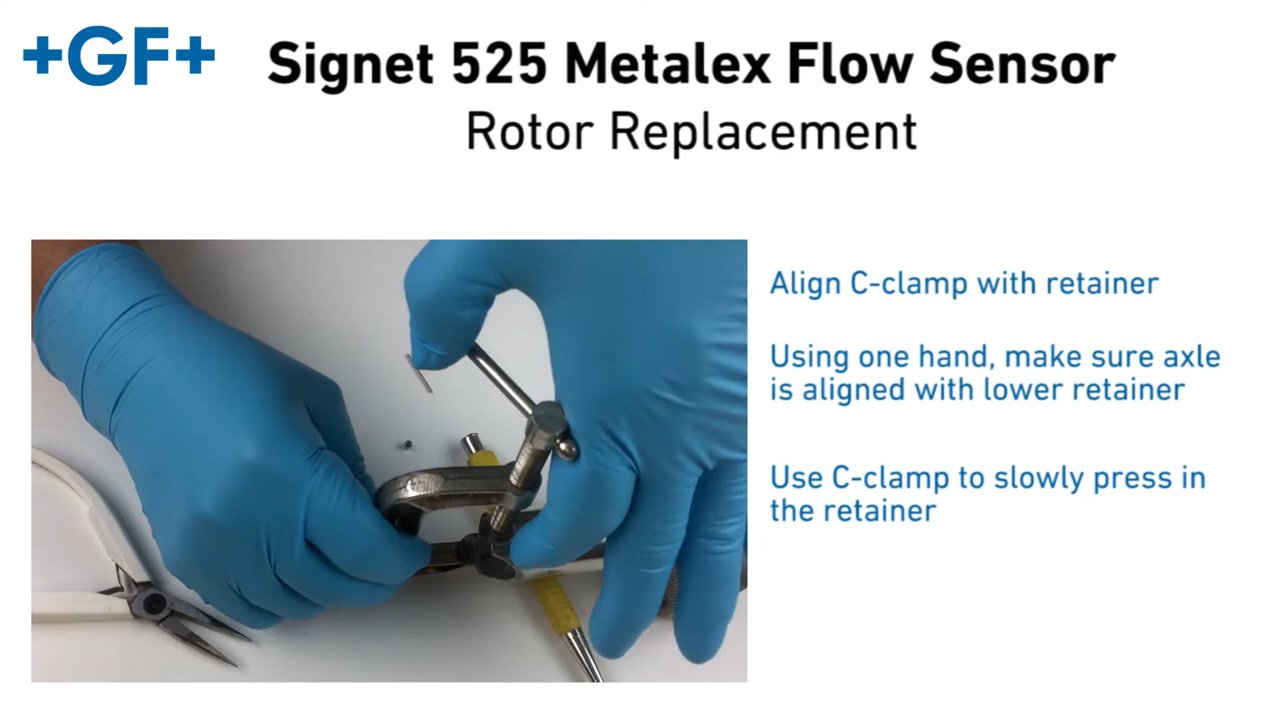 +GF+
Signet 525 Metalex Flow Sensor
Rotor Replacement
Align C-clamp with retainer
Using one hand, make sure axle
is aligned with lower retainer
Use C-clamp to slowly press in
the retainer